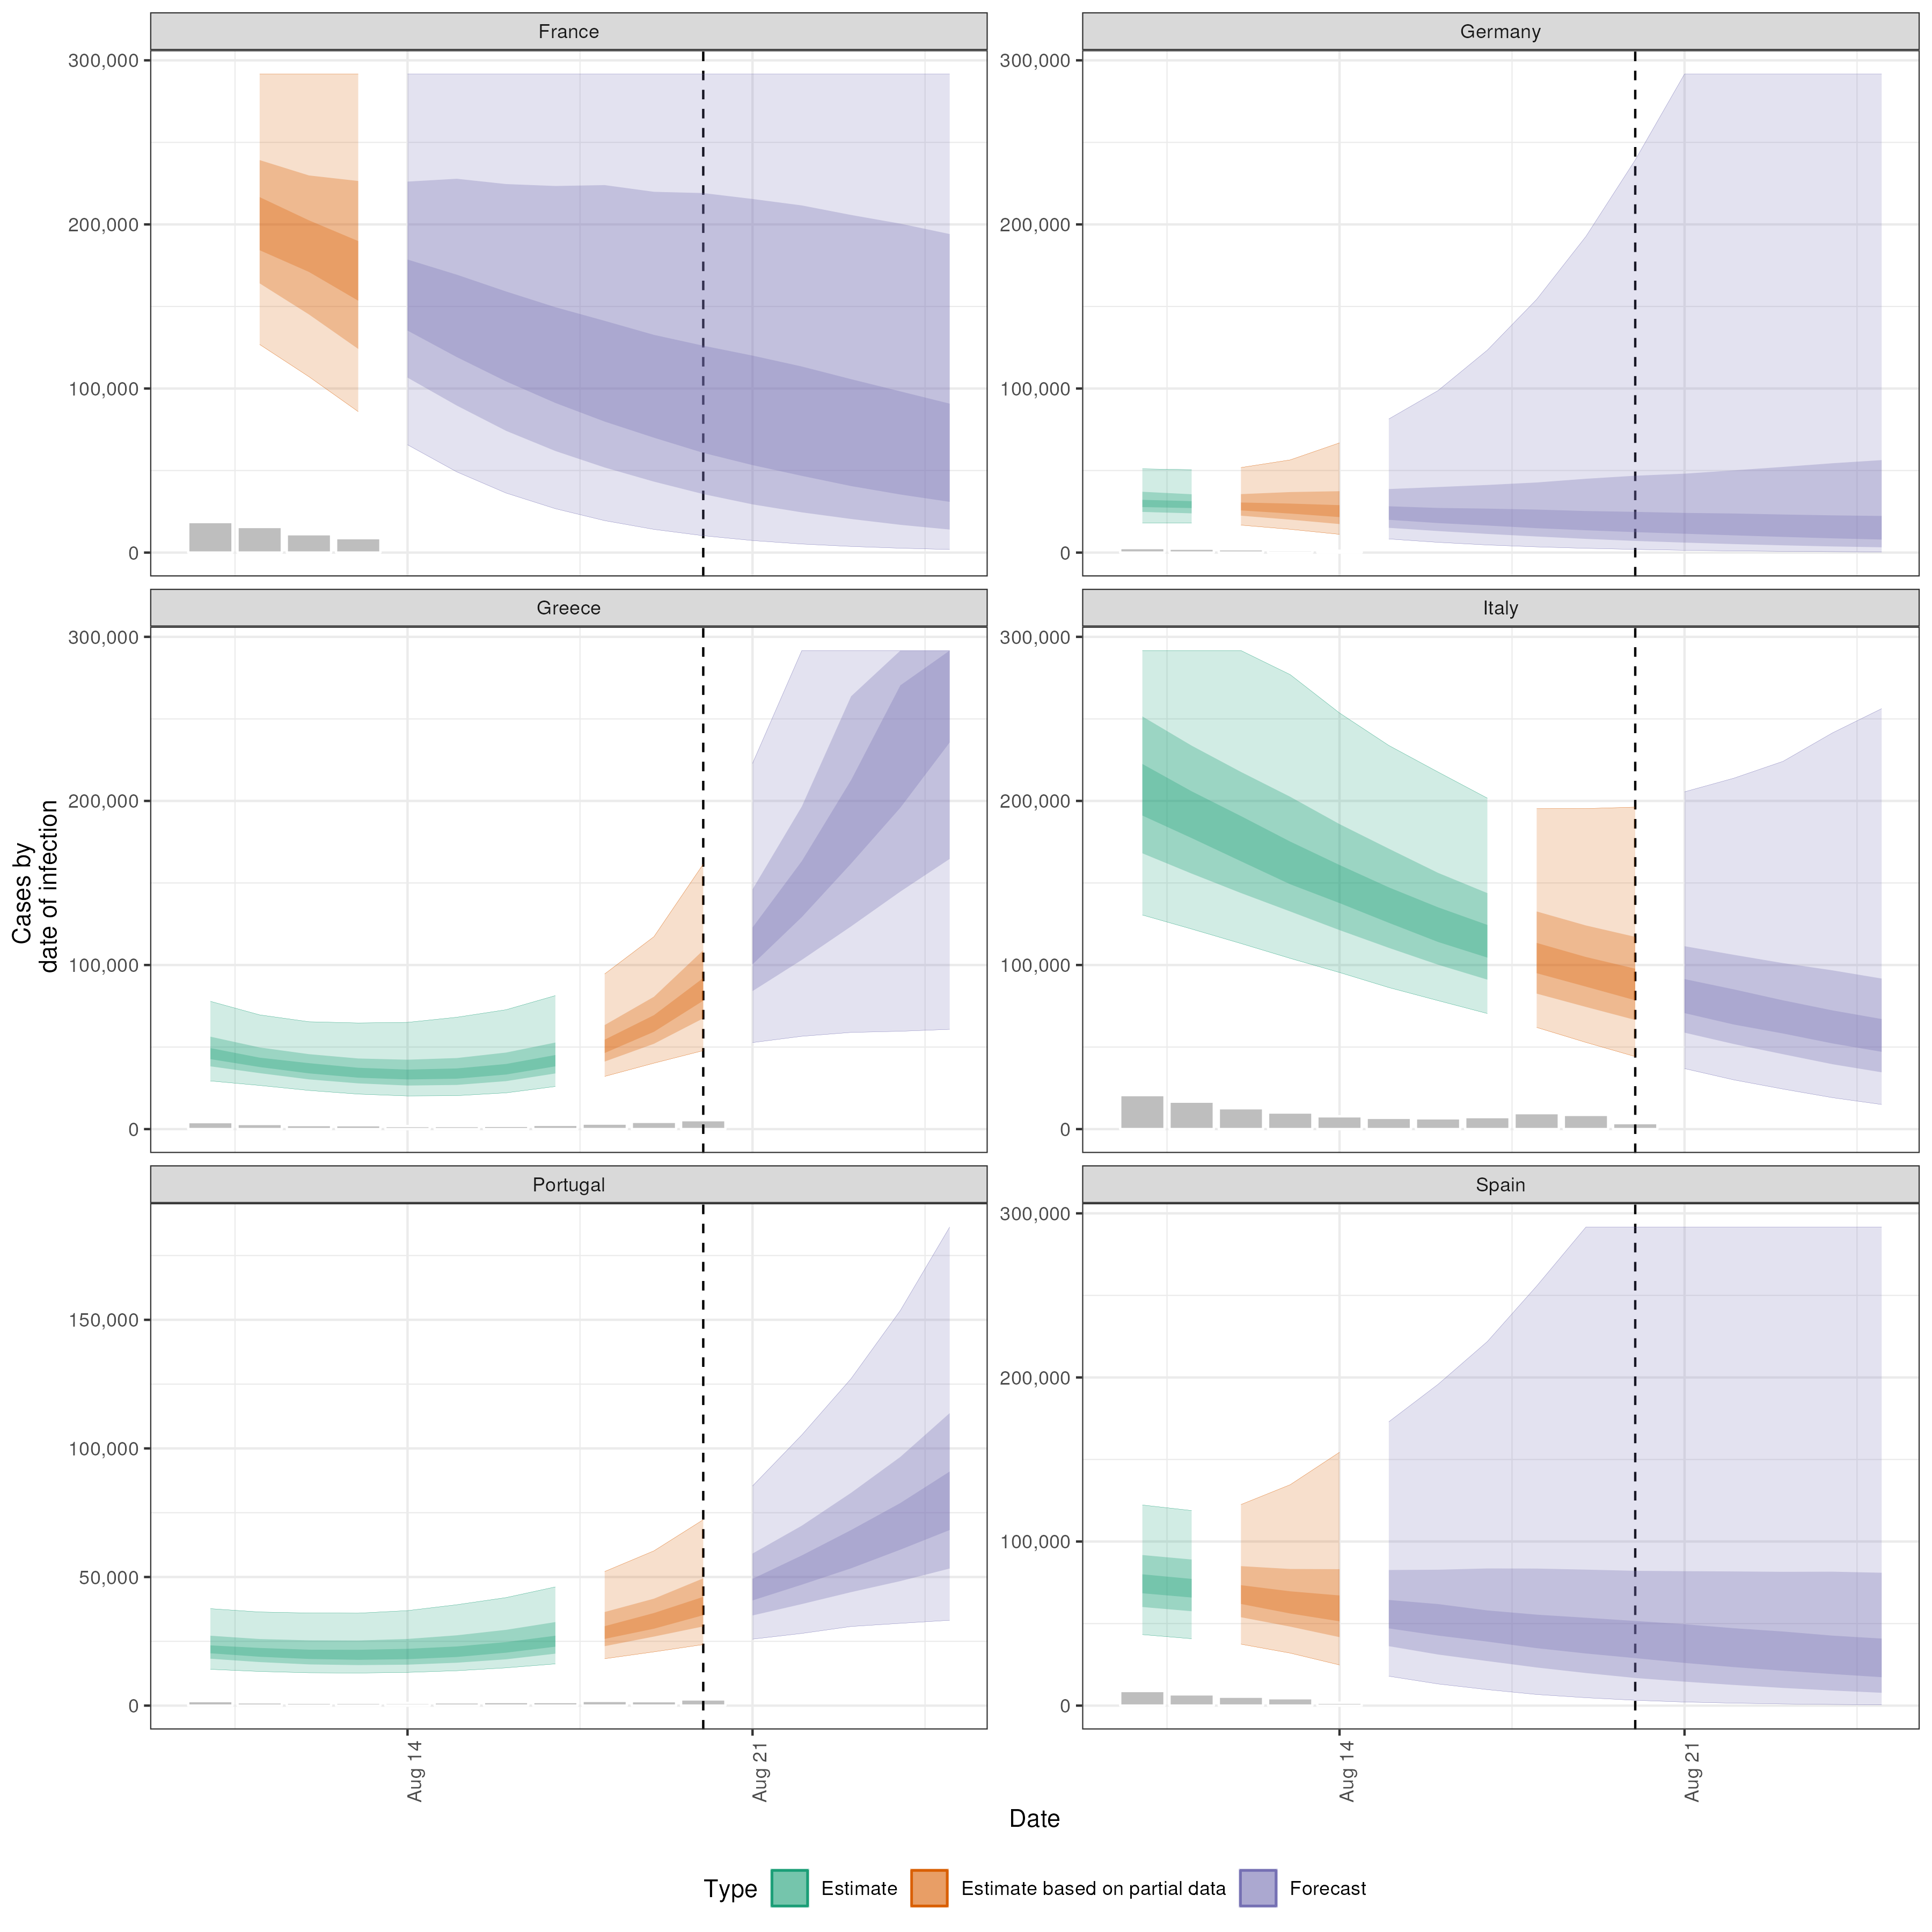 France
Germany
300,000
200,000
100,000
0
300,000
200,000
100,000
0
Greece
Italy
300,000
200,000
100,000
0
300,000
200,000
100,000
0
Cases by
date of infection
Portugal
Spain
150,000
100,000
50,000
0
300,000
200,000
100,000
0
Aug 14
Aug 21
Aug 14
Aug 21
Date
Type Estimate Estimate based on partial data Forecast